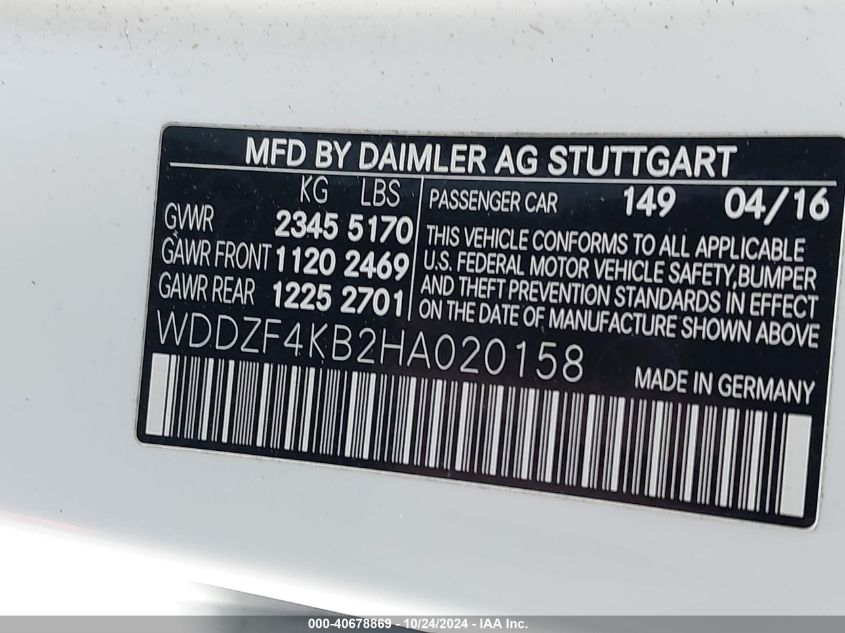 MFD BY DAIMLER AG STUTTGART
KG LBS
GVWR 2345 5170
GAWR FRONT 1120 2469
GAWR REAR 1225 2701
PASSENGER CAR 149 04/16
THIS VEHICLE CONFORMS TO ALL APPLICABLE
U.S. FEDERAL MOTOR VEHICLE SAFETY,BUMPER
AND THEFT PREVENTION STANDARDS IN EFFECT
ON THE DATE OF MANUFACTURE SHOWN ABOVE
WDDZF4KB2HA020158
MADE IN GERMANY
000-40678869 - 10/24/2024 - IAA Inc.